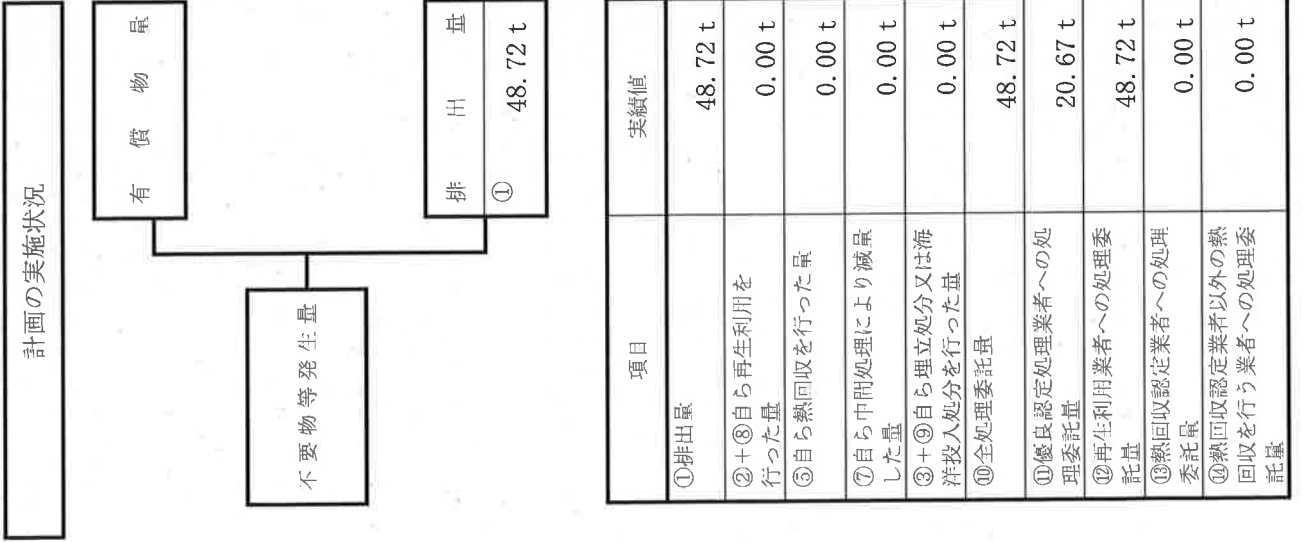 計画の実施状況
有償物量
不要物等発生量
排出量
① 48.72 t
項目 実績値
①排出量 48.72 t
②+⑧自ら再生利用を
行った量 0.00 t
⑤自ら熱回収を行った量 0.00 t
⑦自ら中間処理により減量
した量 0.00 t
③+⑨自ら埋立処分又は海
洋投入処分を行った量 0.00 t
⑩全処理委託量 48.72 t
⑪優良認定処理業者への処
理委託量 20.67 t
⑫再生利用業者への処理委
託量 48.72 t
⑬熱回収認定業者への処理
委託量 0.00 t
⑭熱回収認定業者以外の熱
回収を行う業者への処理委
託量 0.00 t